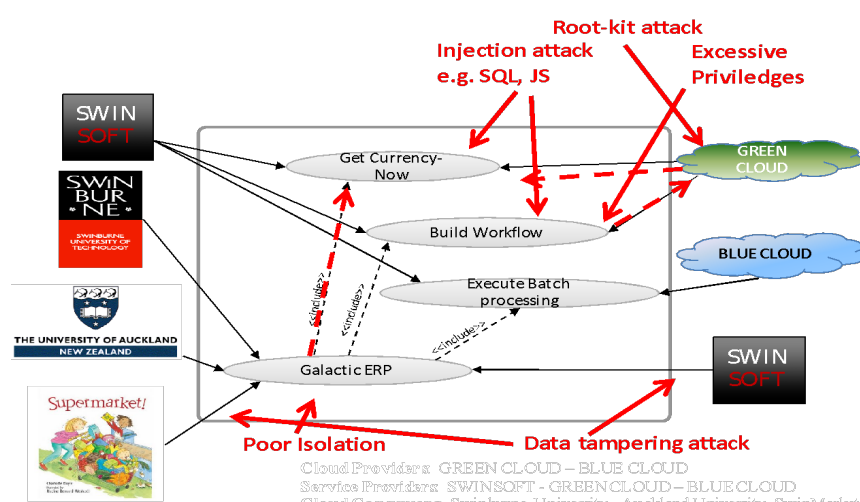 Root-kit attack
Injection attack
e.g. SQL, JS
Excessive
Priviledges
SWIN
SOFT
Get Currency-
Now
GREEN
CLOUD
SWIN
BUR
NE
SWINBURNE
UNIVERSITY OF
TECHNOLOGY
Build Workflow
BLUE CLOUD
Execute Batch
processing
<<include>>
<<include>>
<<include>>
THE UNIVERSITY OF AUCKLAND
NEW ZEALAND
Galactic ERP
SWIN
SOFT
Supermarket!
Poor Isolation
Data tampering attack
Cloud Providers: GREEN CLOUD – BLUE CLOUD
Service Providers: SWINSOFT - GREEN CLOUD – BLUE CLOUD